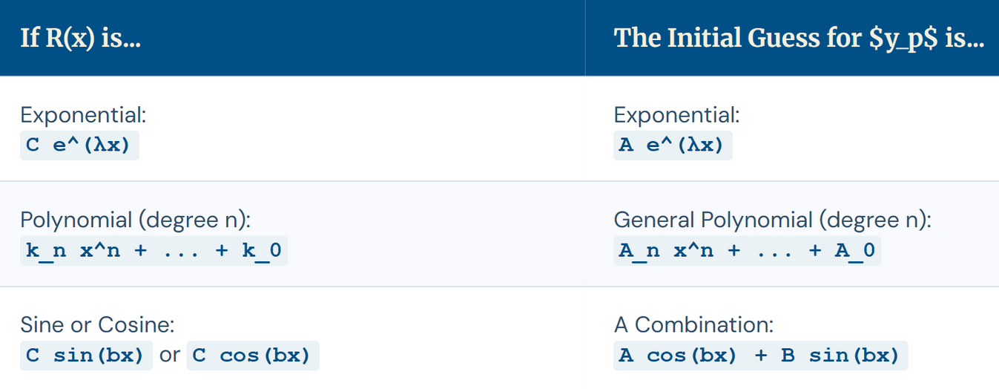 If R(x) is...
The Initial Guess for $y_p$ is...
Exponential:
C e^(λx)
Exponential:
A e^(λx)
Polynomial (degree n):
k_n x^n + ... + k_0
General Polynomial (degree n):
A_n x^n + ... + A_0
Sine or Cosine:
C sin(bx) or C cos(bx)
A Combination:
A cos(bx) + B sin(bx)